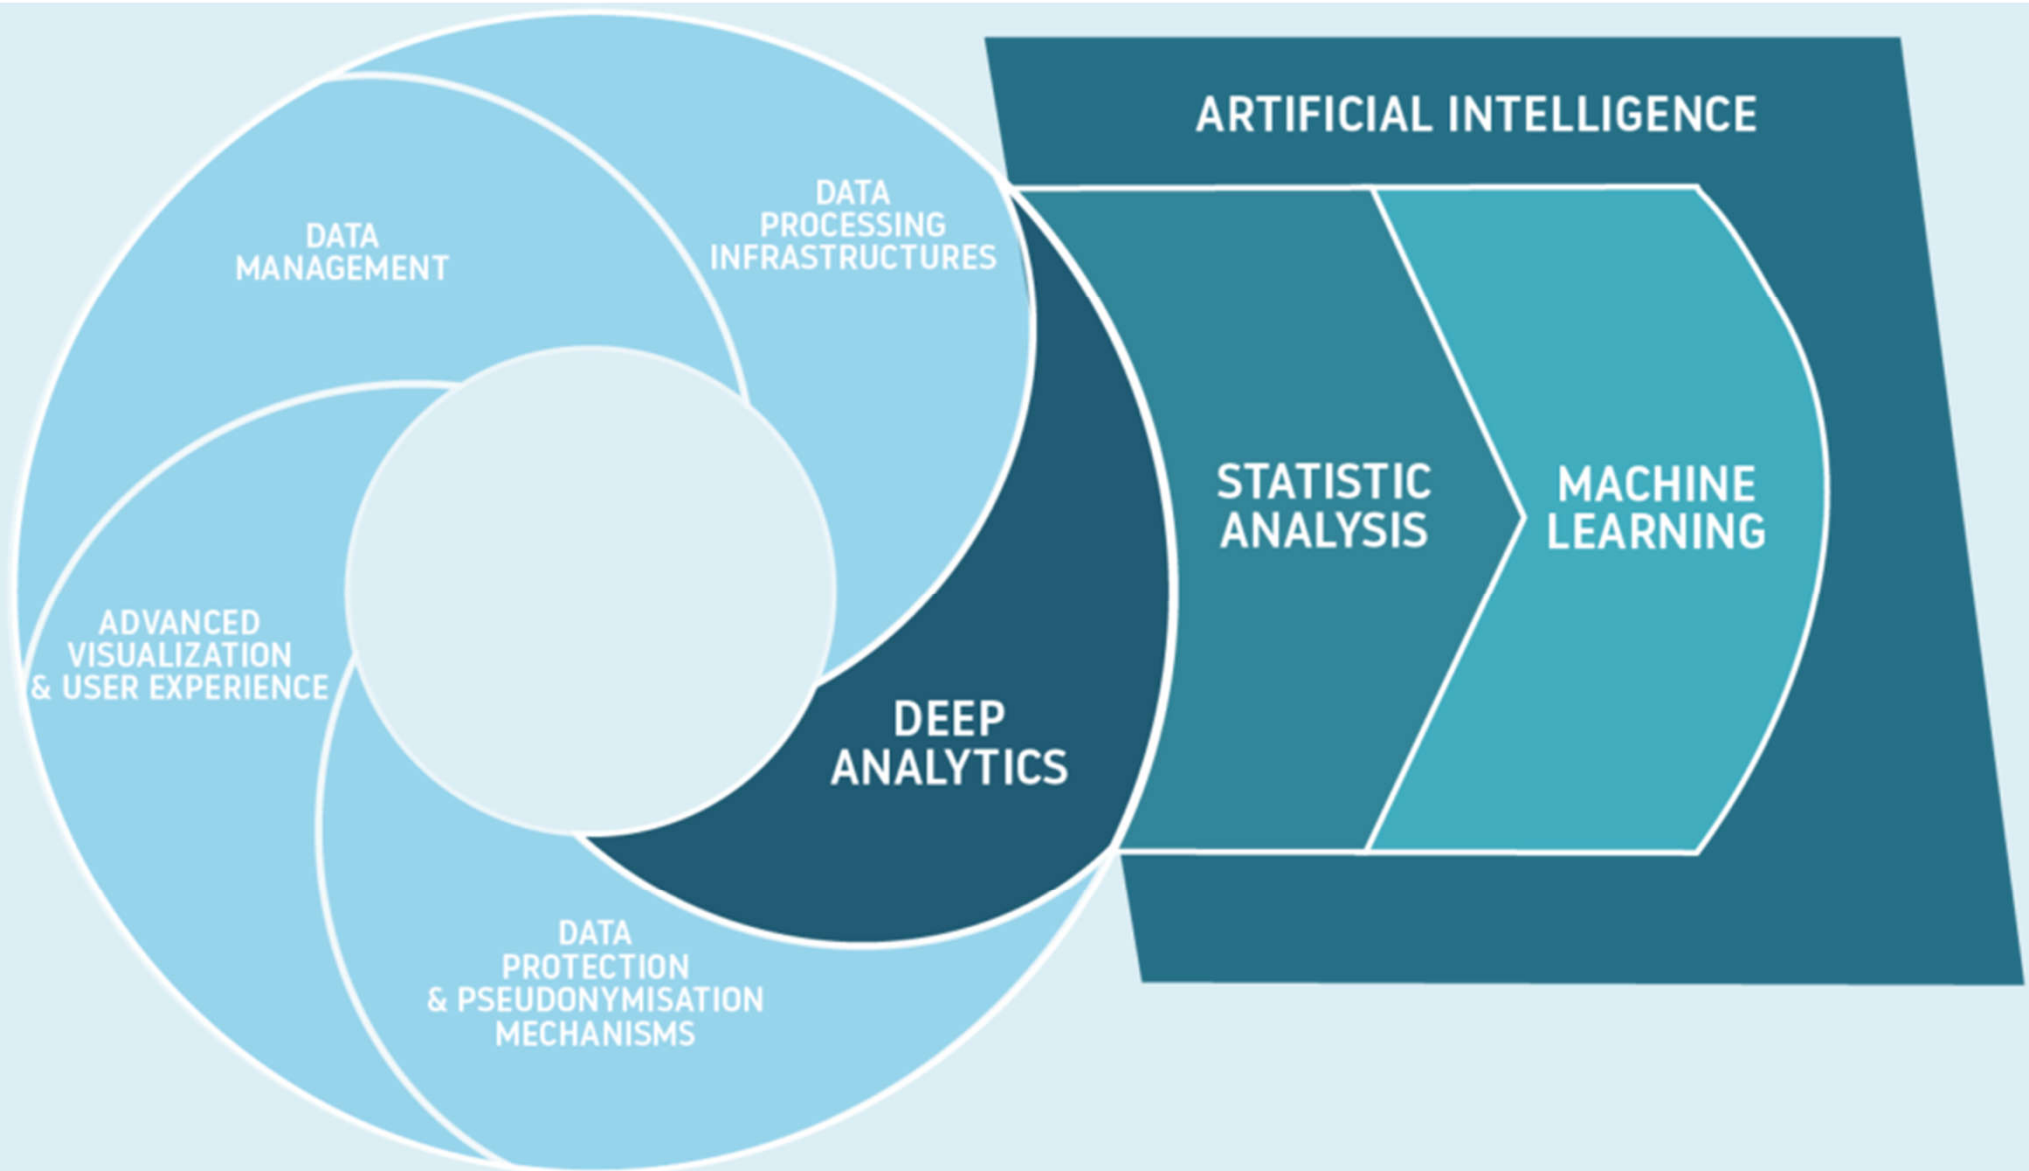 ARTIFICIAL INTELLIGENCE
DATA
PROCESSING
INFRASTRUCTURES
DATA
MANAGEMENT
STATISTIC
ANALYSIS
MACHINE
LEARNING
ADVANCED
VISUALIZATION
& USER EXPERIENCE
DEEP
ANALYTICS
DATA
PROTECTION
& PSEUDONYMISATION
MECHANISMS